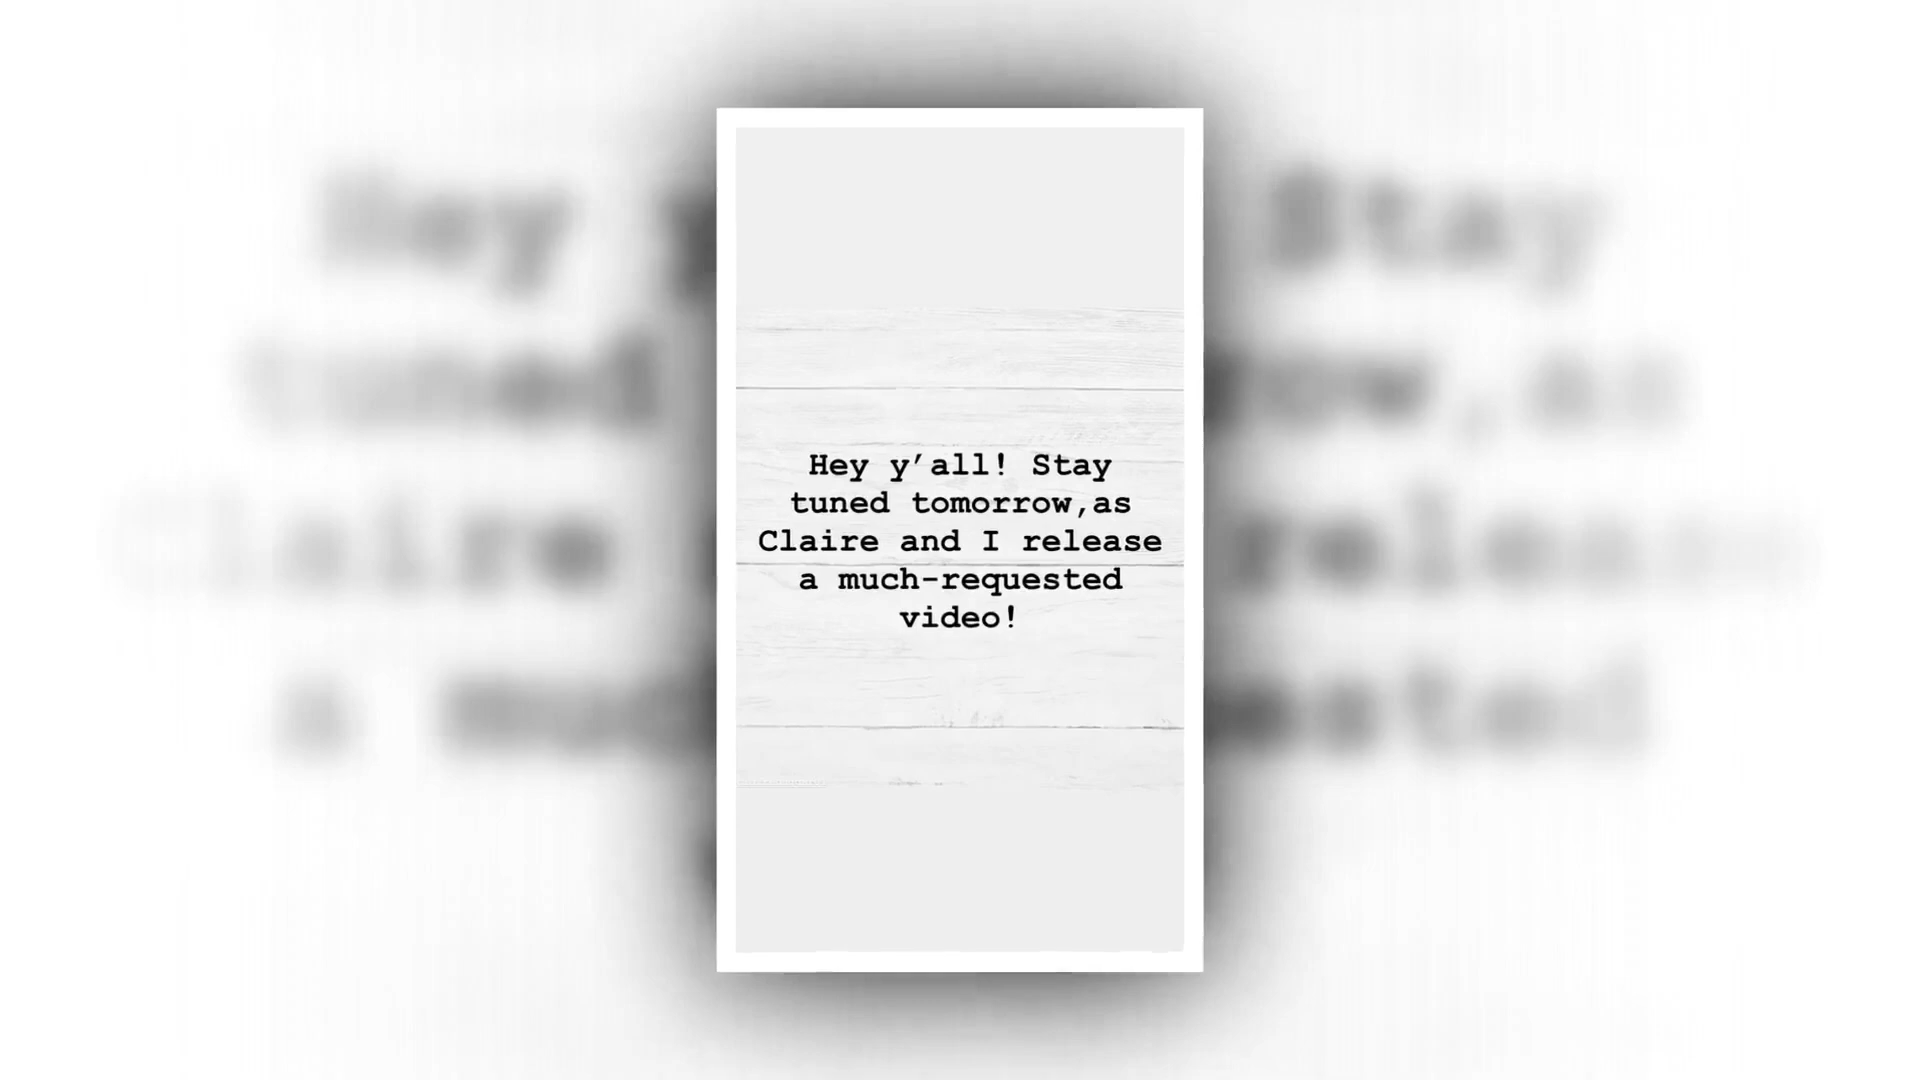 Hey y’all! Stay
tuned tomorrow,as
Claire and I release
a much-requested
video!